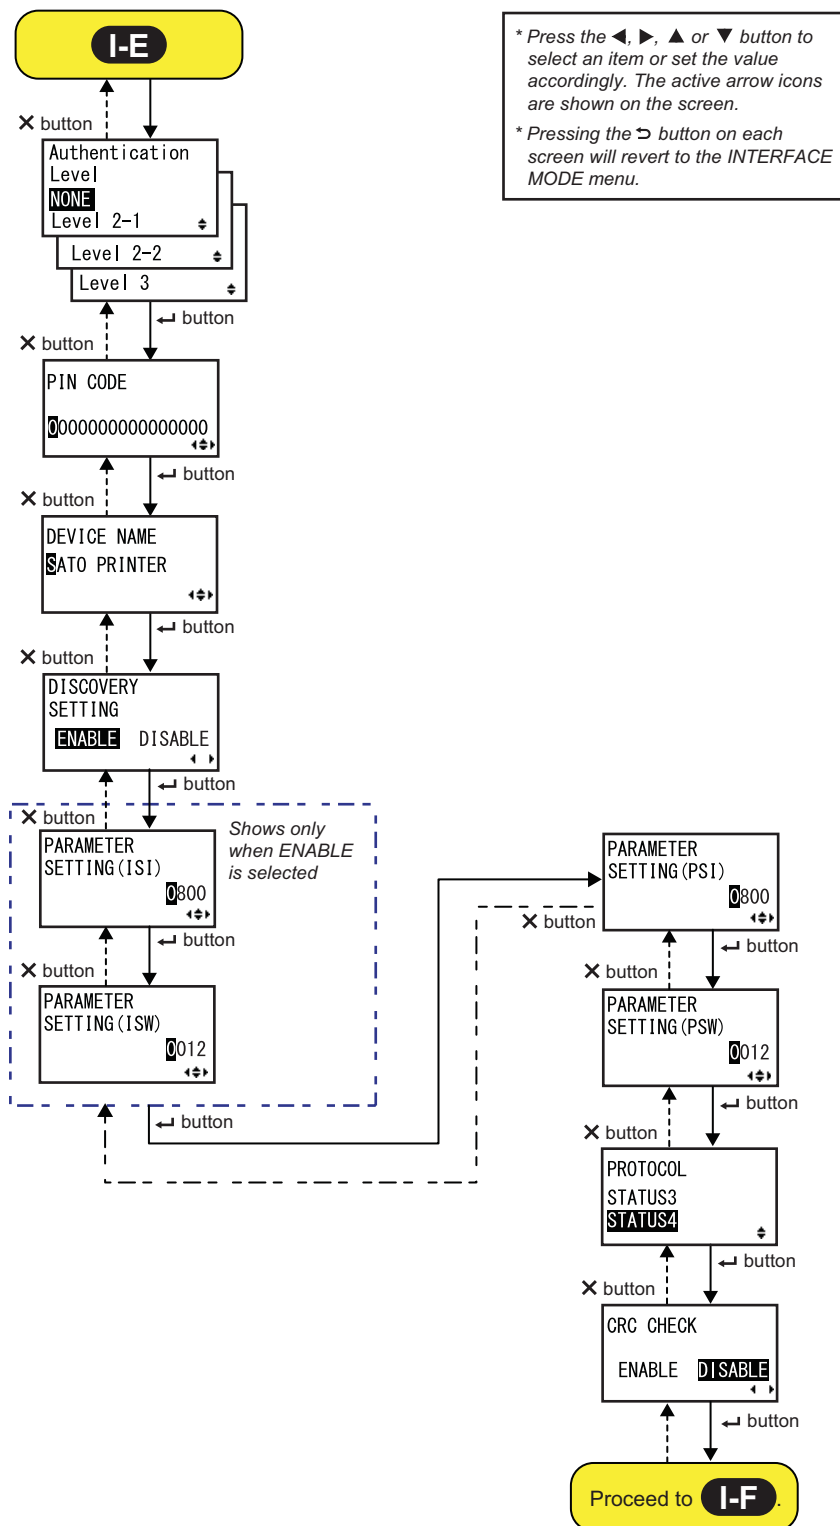 I-E
* Press the ◀, ▶, ▲ or ▼ button to
select an item or set the value
accordingly. The active arrow icons
are shown on the screen.
* Pressing the ⮌ button on each
screen will revert to the INTERFACE
MODE menu.
✕ button
Authentication
Level
NONE
Level 2-1
Level 2-2
Level 3
↵ button
✕ button
PIN CODE
0000000000000000
↵ button
✕ button
DEVICE NAME
SATO PRINTER
↵ button
✕ button
DISCOVERY
SETTING
ENABLE DISABLE
↵ button
✕ button
Shows only
when ENABLE
is selected
PARAMETER
SETTING(ISI)
0800
↵ button
✕ button
PARAMETER
SETTING(ISW)
0012
↵ button
PARAMETER
SETTING(PSI)
0800
✕ button
↵ button
✕ button
PARAMETER
SETTING(PSW)
0012
↵ button
✕ button
PROTOCOL
STATUS3
STATUS4
↵ button
✕ button
CRC CHECK
ENABLE DISABLE
↵ button
Proceed to I-F.